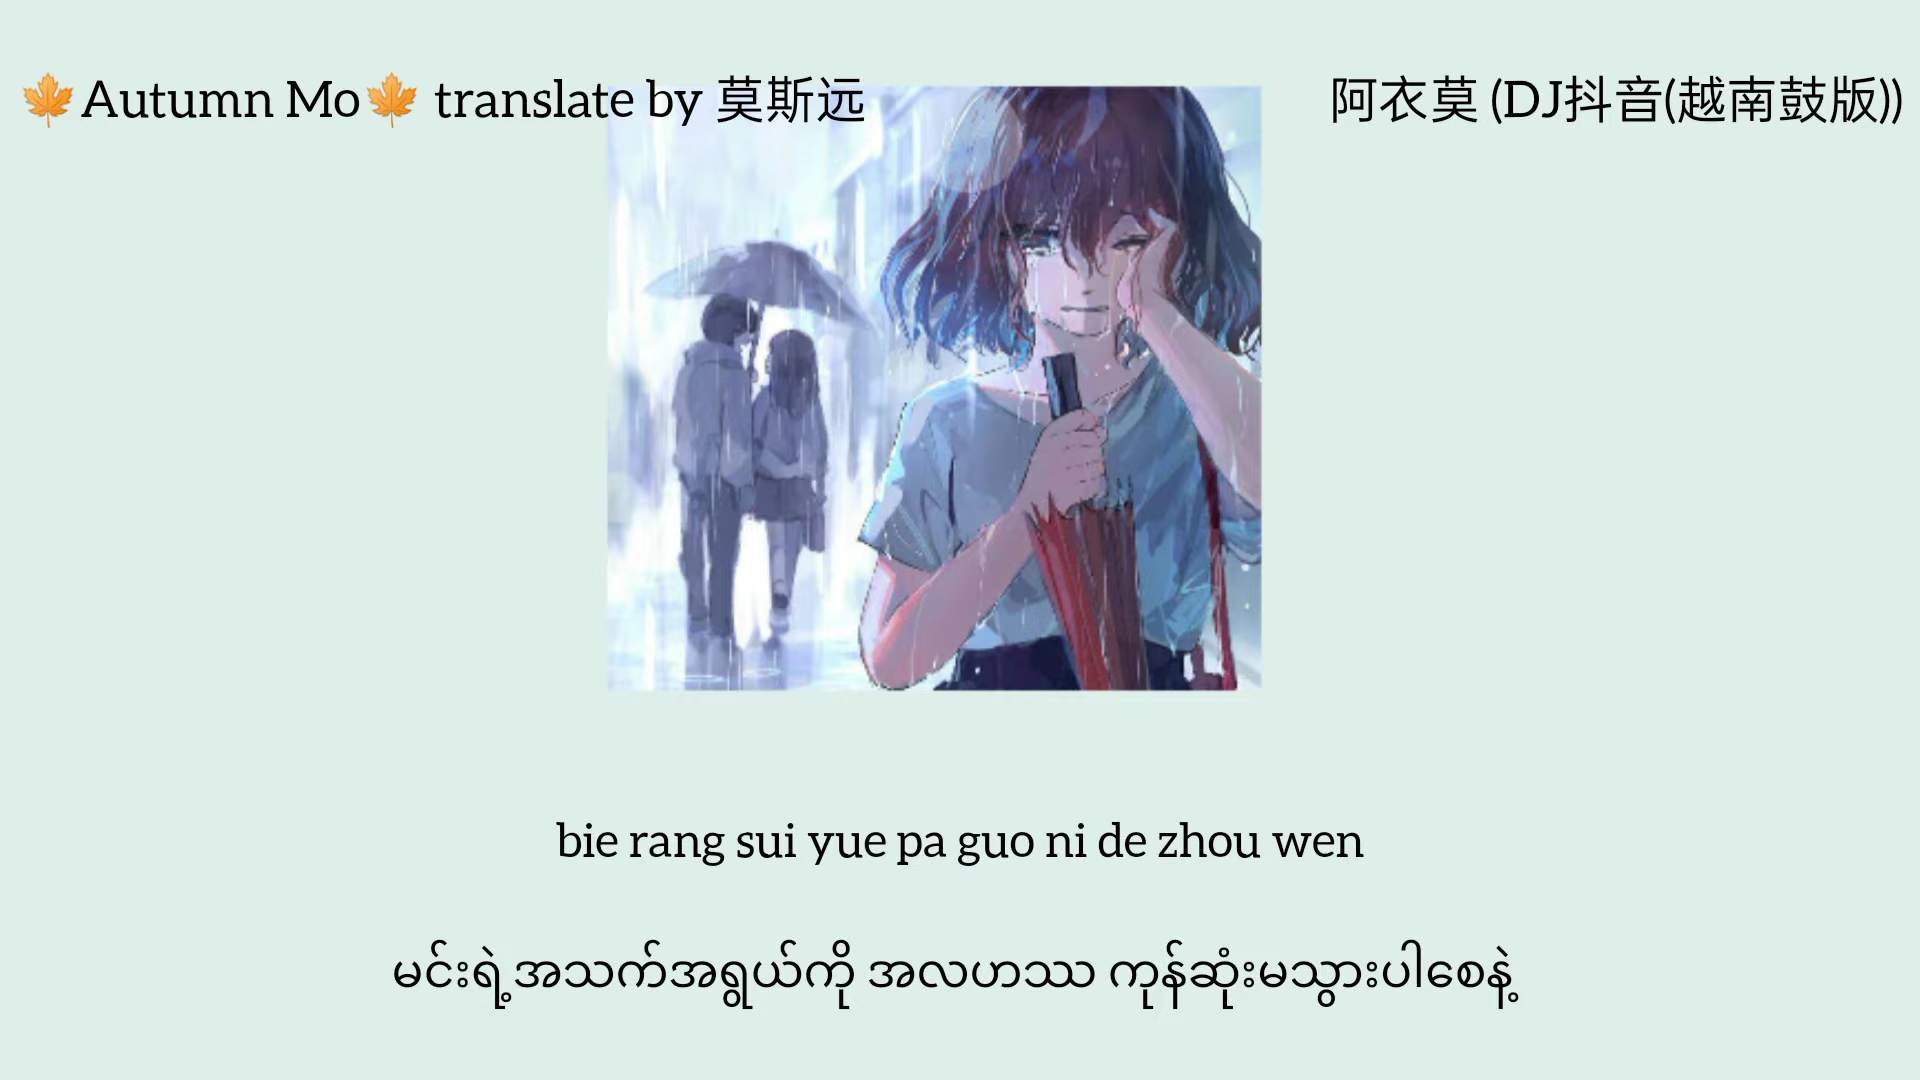 🍁Autumn Mo🍁 translate by 莫斯远
阿衣莫 (DJ抖音(越南鼓版))
bie rang sui yue pa guo ni de zhou wen
မင်းရဲ့အသက်အရွယ်ကို အလဟဿ ကုန်ဆုံးမသွားပါစေနဲ့